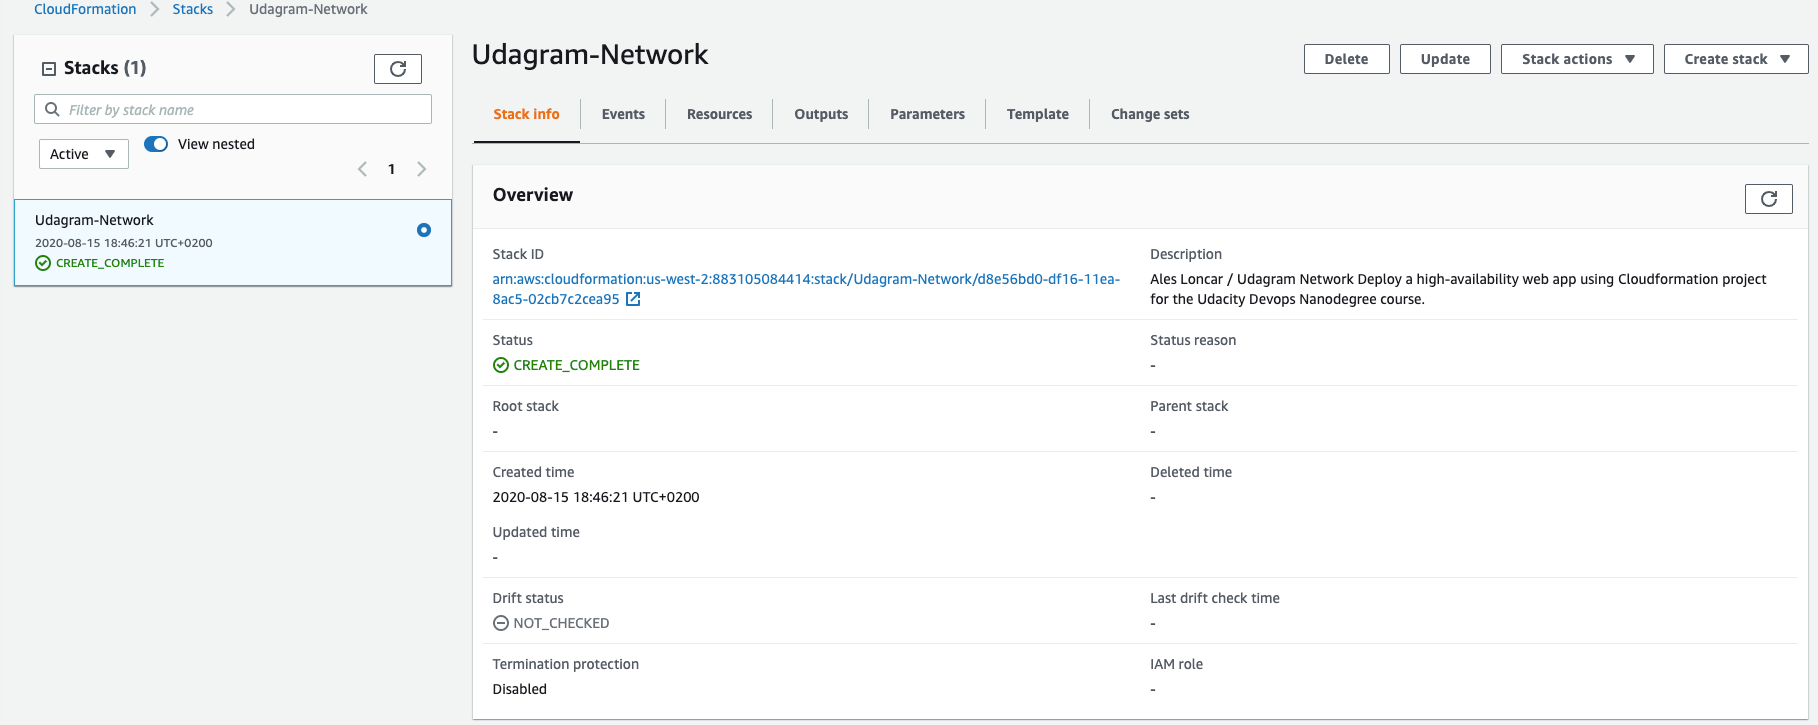 CloudFormation > Stacks > Udagram-Network
Stacks (1)
Filter by stack name
Active
View nested
1
Udagram-Network
2020-08-15 18:46:21 UTC+0200
CREATE_COMPLETE
Udagram-Network
Delete
Update
Stack actions
Create stack
Stack info
Events
Resources
Outputs
Parameters
Template
Change sets
Overview
Stack ID
arn:aws:cloudformation:us-west-2:883105084414:stack/Udagram-Network/d8e56bd0-df16-11ea-
8ac5-02cb7c2cea95
Description
Ales Loncar / Udagram Network Deploy a high-availability web app using Cloudformation project
for the Udacity Devops Nanodegree course.
Status
CREATE_COMPLETE
Status reason
-
Root stack
-
Parent stack
-
Created time
2020-08-15 18:46:21 UTC+0200
Deleted time
-
Updated time
-
Drift status
NOT_CHECKED
Last drift check time
-
Termination protection
Disabled
IAM role
-